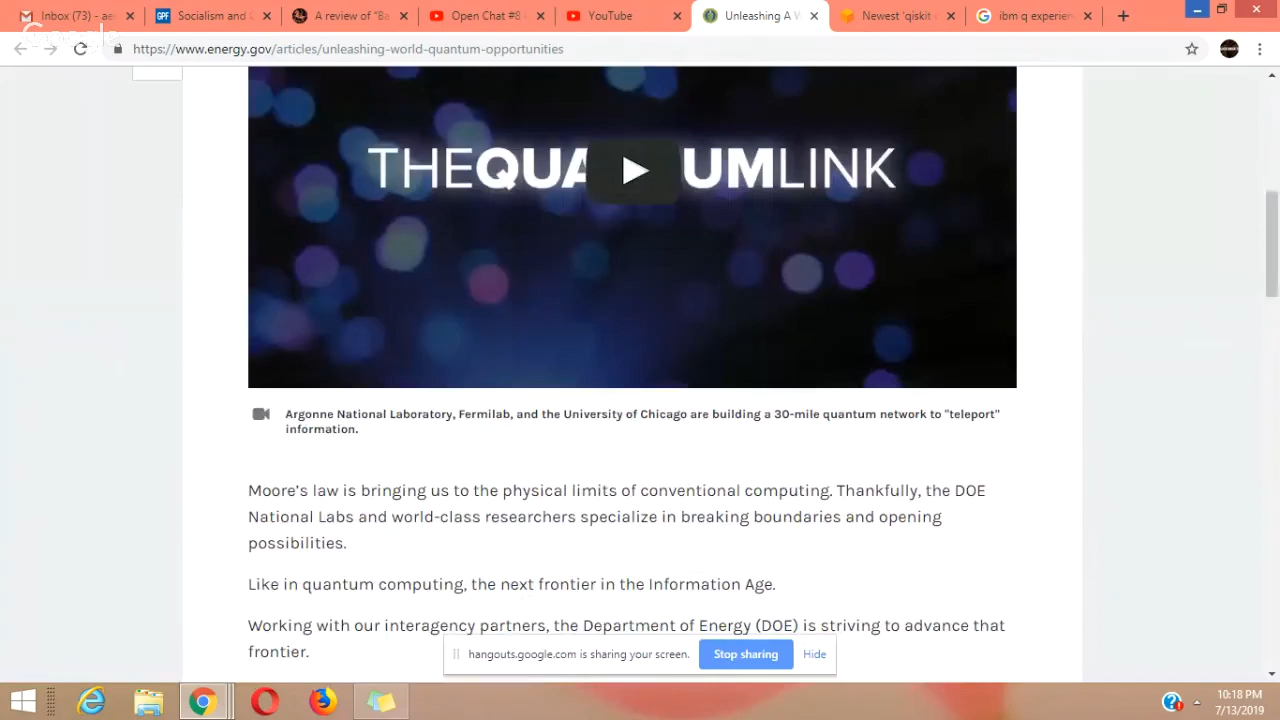 Inbox (73) - ae
Socialism and C
A review of "Ba
Open Chat #8
YouTube
Unleashing A W
Newest 'qiskit
ibm q experien
https://www.energy.gov/articles/unleashing-world-quantum-opportunities
THEQUA UMLINK
Argonne National Laboratory, Fermilab, and the University of Chicago are building a 30-mile quantum network to "teleport"
information.
Moore's law is bringing us to the physical limits of conventional computing. Thankfully, the DOE
National Labs and world-class researchers specialize in breaking boundaries and opening
possibilities.
Like in quantum computing, the next frontier in the Information Age.
Working with our interagency partners, the Department of Energy (DOE) is striving to advance that
frontier.
hangouts.google.com is sharing your screen.
Stop sharing
Hide
10:18 PM
7/13/2019